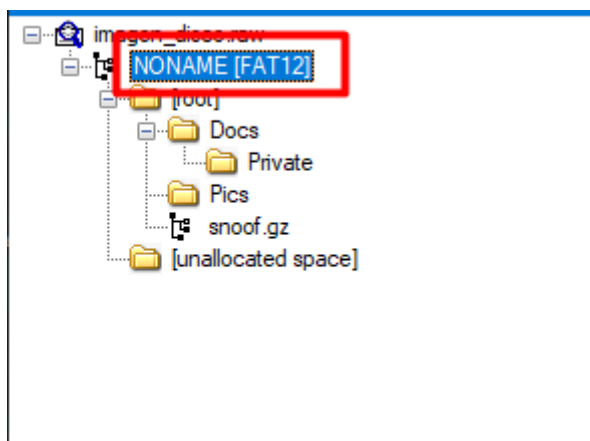 imagen_disco.raw
NONAME [FAT12]
[root]
Docs
Private
Pics
snoof.gz
[unallocated space]